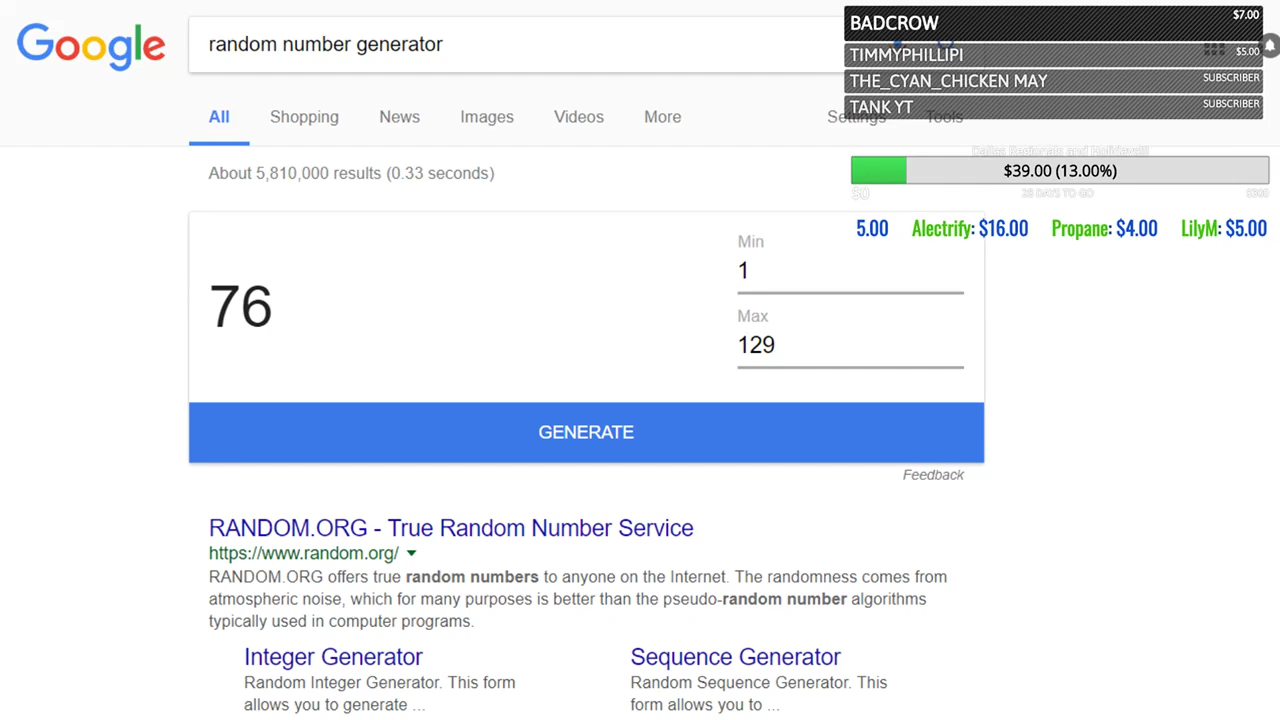 Google
random number generator
BADCROW $7.00
TIMMYPHILLIPI $5.00
THE_CYAN_CHICKEN MAY SUBSCRIBER
TANK YT SUBSCRIBER
All Shopping News Images Videos More Settings Tools
About 5,810,000 results (0.33 seconds)
$39.00 (13.00%)
$0 28 DAYS TO GO $300
5.00 Alectrify: $16.00 Propane: $4.00 LilyM: $5.00
76
Min
1
Max
129
GENERATE
Feedback
RANDOM.ORG - True Random Number Service
https://www.random.org/
RANDOM.ORG offers true random numbers to anyone on the Internet. The randomness comes from
atmospheric noise, which for many purposes is better than the pseudo-random number algorithms
typically used in computer programs.
Integer Generator
Random Integer Generator. This form
allows you to generate ...
Sequence Generator
Random Sequence Generator. This
form allows you to ...